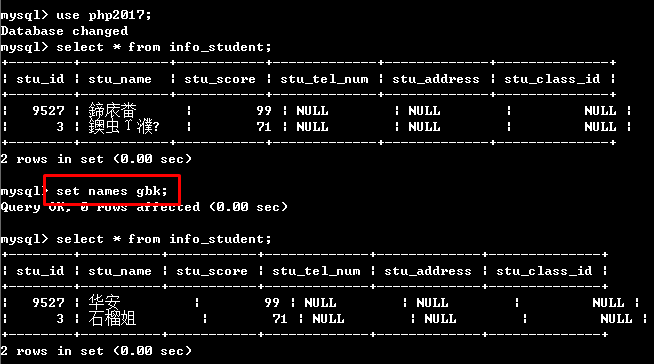 mysql> use php2017;
Database changed
mysql> select * from info_student;
| stu_id | stu_name | stu_score | stu_tel_num | stu_address | stu_class_id |
| 9527 | 鍗庡畨 | 99 | NULL | NULL | NULL |
| 3 | 鐭虫Υ濮? | 71 | NULL | NULL | NULL |
2 rows in set (0.00 sec)
mysql> set names gbk;
Query OK, 0 rows affected (0.00 sec)
mysql> select * from info_student;
| stu_id | stu_name | stu_score | stu_tel_num | stu_address | stu_class_id |
| 9527 | 华安 | 99 | NULL | NULL | NULL |
| 3 | 石榴姐 | 71 | NULL | NULL | NULL |
2 rows in set (0.00 sec)